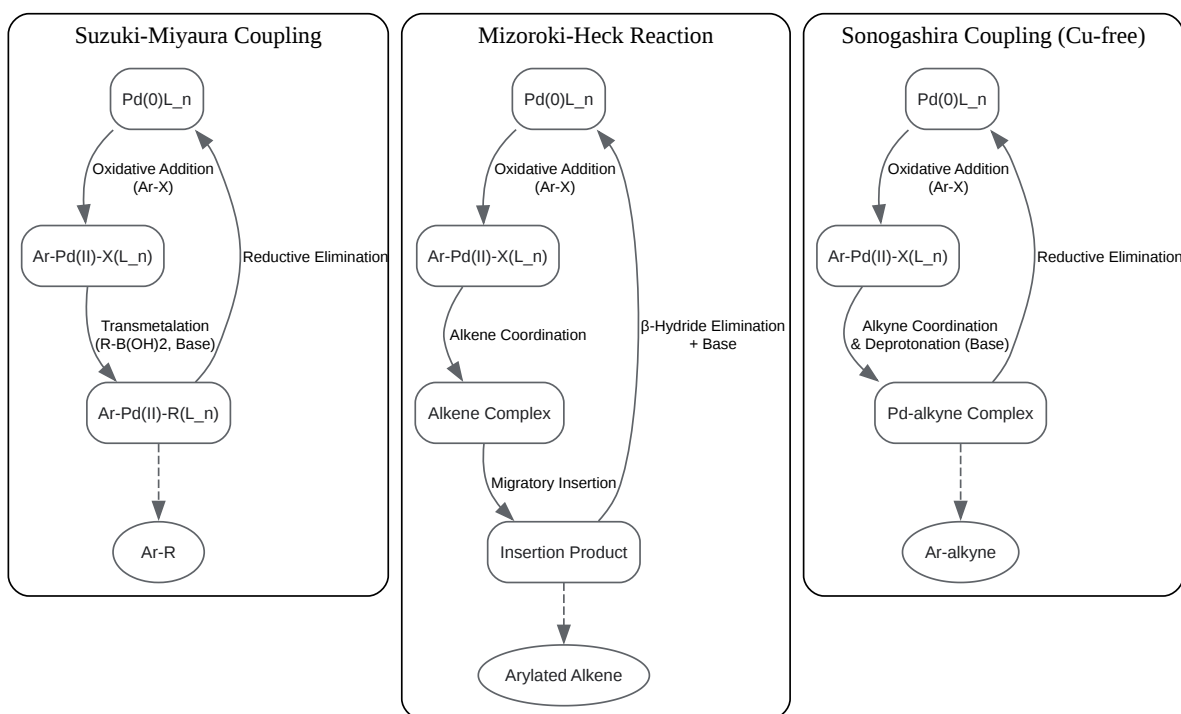 Suzuki-Miyaura Coupling
Pd(0)L_n
Oxidative Addition
(Ar-X)
Ar-Pd(II)-X(L_n)
Reductive Elimination
Transmetalation
(R-B(OH)2, Base)
Ar-Pd(II)-R(L_n)
Ar-R
Mizoroki-Heck Reaction
Pd(0)L_n
Oxidative Addition
(Ar-X)
Ar-Pd(II)-X(L_n)
Alkene Coordination
β-Hydride Elimination
+ Base
Alkene Complex
Migratory Insertion
Insertion Product
Arylated Alkene
Sonogashira Coupling (Cu-free)
Pd(0)L_n
Oxidative Addition
(Ar-X)
Ar-Pd(II)-X(L_n)
Reductive Elimination
Alkyne Coordination
& Deprotonation (Base)
Pd-alkyne Complex
Ar-alkyne